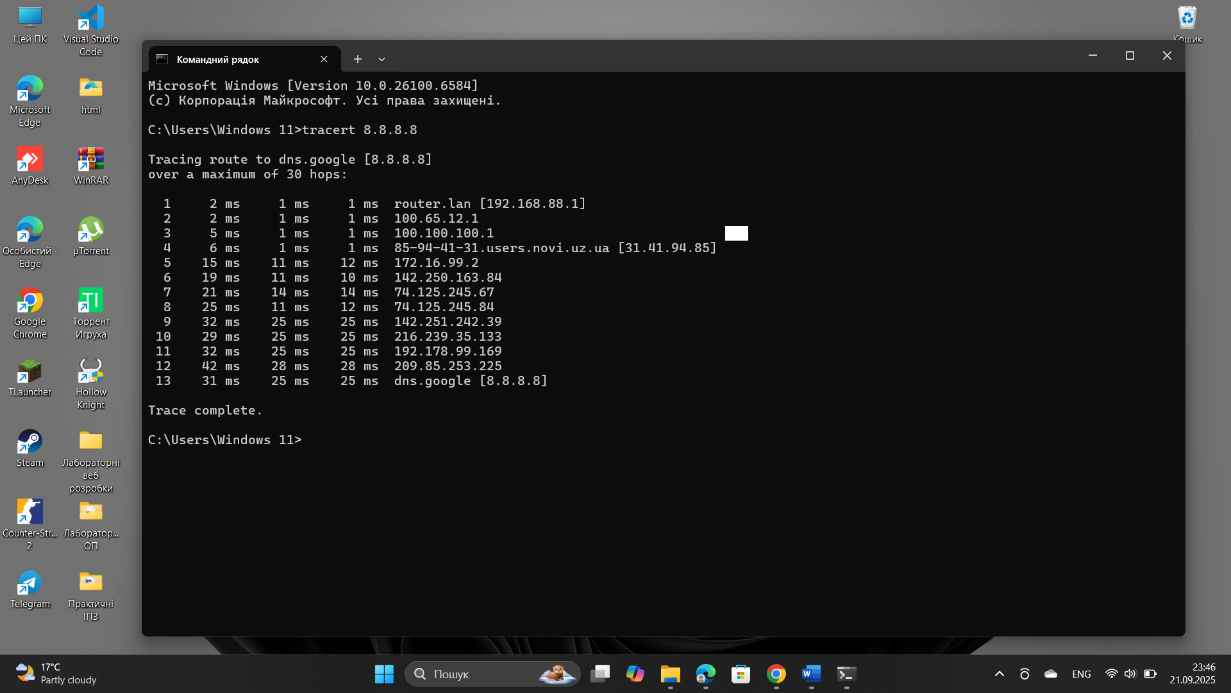 Цей ПК
Visual Studio
Code
Кошик
Командний рядок
Microsoft
Edge
html
AnyDesk
WinRAR
Особистий -
Edge
µTorrent
Google
Chrome
Торрент
Игруха
TLauncher
Hollow
Knight
Steam
Лабораторні
веб
розробки
Counter-Str...
2
Лаборатор...
ОП
Telegram
Практичні
ІПЗ
Microsoft Windows [Version 10.0.26100.6584]
(c) Корпорація Майкрософт. Усі права захищені.
C:\Users\Windows 11>tracert 8.8.8.8
Tracing route to dns.google [8.8.8.8]
over a maximum of 30 hops:
1 2 ms 1 ms 1 ms router.lan [192.168.88.1]
2 2 ms 1 ms 1 ms 100.65.12.1
3 5 ms 1 ms 1 ms 100.100.100.1
4 6 ms 1 ms 1 ms 85-94-41-31.users.novi.uz.ua [31.41.94.85]
5 15 ms 11 ms 12 ms 172.16.99.2
6 19 ms 11 ms 10 ms 142.250.163.84
7 21 ms 14 ms 14 ms 74.125.245.67
8 25 ms 11 ms 12 ms 74.125.245.84
9 32 ms 25 ms 25 ms 142.251.242.39
10 29 ms 25 ms 25 ms 216.239.35.133
11 32 ms 25 ms 25 ms 192.178.99.169
12 42 ms 28 ms 28 ms 209.85.253.225
13 31 ms 25 ms 25 ms dns.google [8.8.8.8]
Trace complete.
C:\Users\Windows 11>
17°C
Partly cloudy
Пошук
ENG
23:46
21.09.2025